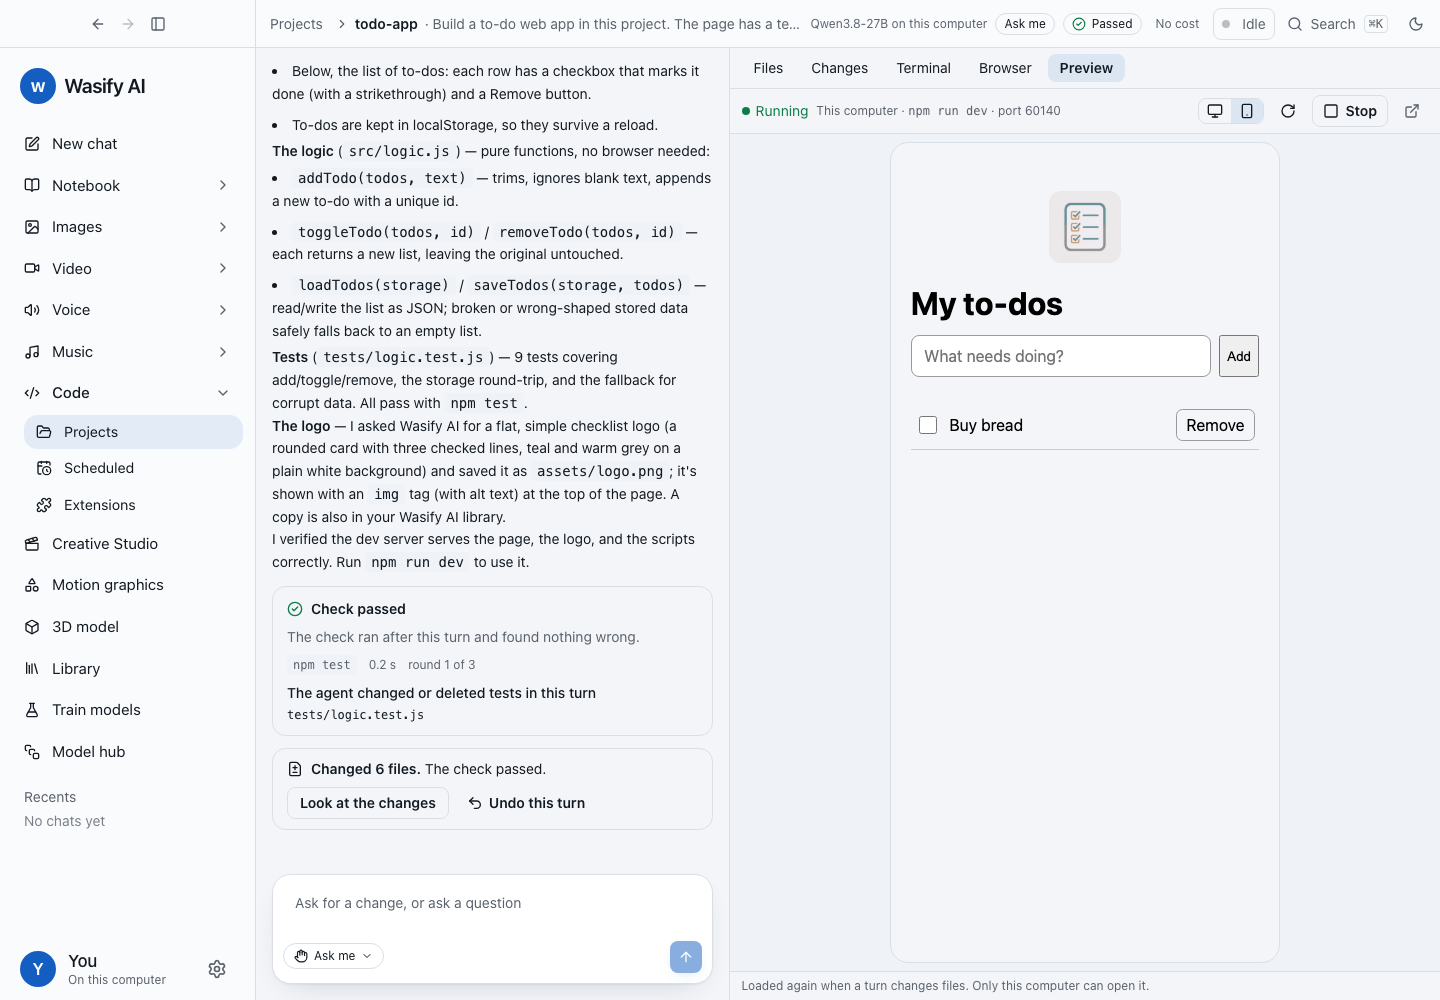 Projects
todo-app
· Build a to-do web app in this project. The page has a te...
Qwen3.8-27B on this computer
Ask me
Passed
No cost
Idle
Search
⌘K
W
Wasify AI
New chat
Notebook
Images
Video
Voice
Music
Code
Projects
Scheduled
Extensions
Creative Studio
Motion graphics
3D model
Library
Train models
Model hub
Recents
No chats yet
Y
You
On this computer
• Below, the list of to-dos: each row has a checkbox that marks it
done (with a strikethrough) and a Remove button.
• To-dos are kept in localStorage, so they survive a reload.
The logic ( src/logic.js ) — pure functions, no browser needed:
• addTodo(todos, text) — trims, ignores blank text, appends
a new to-do with a unique id.
• toggleTodo(todos, id) / removeTodo(todos, id) —
each returns a new list, leaving the original untouched.
• loadTodos(storage) / saveTodos(storage, todos) —
read/write the list as JSON; broken or wrong-shaped stored data
safely falls back to an empty list.
Tests ( tests/logic.test.js ) — 9 tests covering
add/toggle/remove, the storage round-trip, and the fallback for
corrupt data. All pass with npm test .
The logo — I asked Wasify AI for a flat, simple checklist logo (a
rounded card with three checked lines, teal and warm grey on a
plain white background) and saved it as assets/logo.png ; it's
shown with an img tag (with alt text) at the top of the page. A
copy is also in your Wasify AI library.
I verified the dev server serves the page, the logo, and the scripts
correctly. Run npm run dev to use it.
Check passed
The check ran after this turn and found nothing wrong.
npm test 0.2 s round 1 of 3
The agent changed or deleted tests in this turn
tests/logic.test.js
Changed 6 files. The check passed.
Look at the changes
Undo this turn
Ask for a change, or ask a question
Ask me
Files
Changes
Terminal
Browser
Preview
Running
This computer · npm run dev · port 60140
Stop
My to-dos
What needs doing?
Add
Buy bread
Remove
Loaded again when a turn changes files. Only this computer can open it.